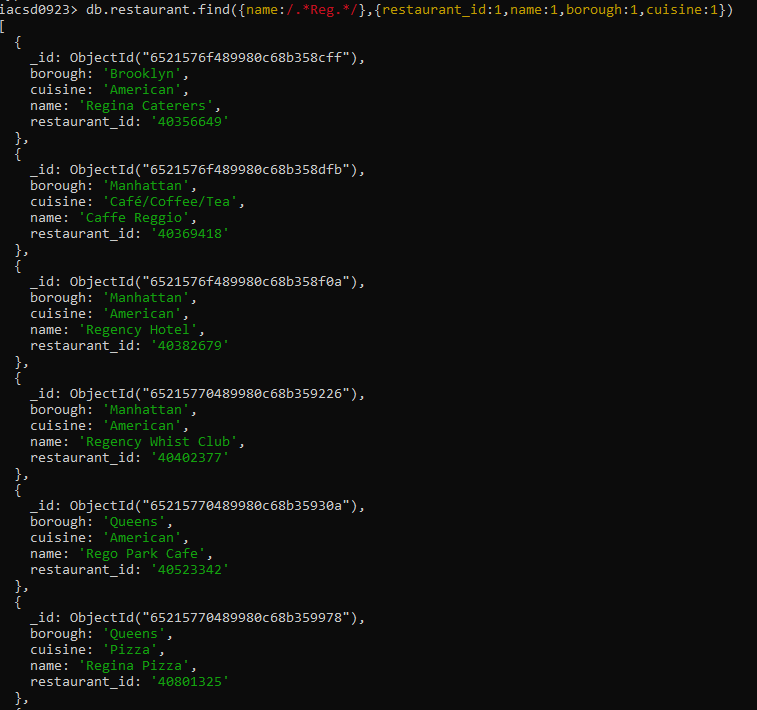 iacsd0923> db.restaurant.find({name:/.*Reg.*/},{restaurant_id:1,name:1,borough:1,cuisine:1})
[
  {
    _id: ObjectId("6521576f489980c68b358cff"),
    borough: 'Brooklyn',
    cuisine: 'American',
    name: 'Regina Caterers',
    restaurant_id: '40356649'
  },
  {
    _id: ObjectId("6521576f489980c68b358dfb"),
    borough: 'Manhattan',
    cuisine: 'Café/Coffee/Tea',
    name: 'Caffe Reggio',
    restaurant_id: '40369418'
  },
  {
    _id: ObjectId("6521576f489980c68b358f0a"),
    borough: 'Manhattan',
    cuisine: 'American',
    name: 'Regency Hotel',
    restaurant_id: '40382679'
  },
  {
    _id: ObjectId("65215770489980c68b359226"),
    borough: 'Manhattan',
    cuisine: 'American',
    name: 'Regency Whist Club',
    restaurant_id: '40402377'
  },
  {
    _id: ObjectId("65215770489980c68b35930a"),
    borough: 'Queens',
    cuisine: 'American',
    name: 'Rego Park Cafe',
    restaurant_id: '40523342'
  },
  {
    _id: ObjectId("65215770489980c68b359978"),
    borough: 'Queens',
    cuisine: 'Pizza',
    name: 'Regina Pizza',
    restaurant_id: '40801325'
  },